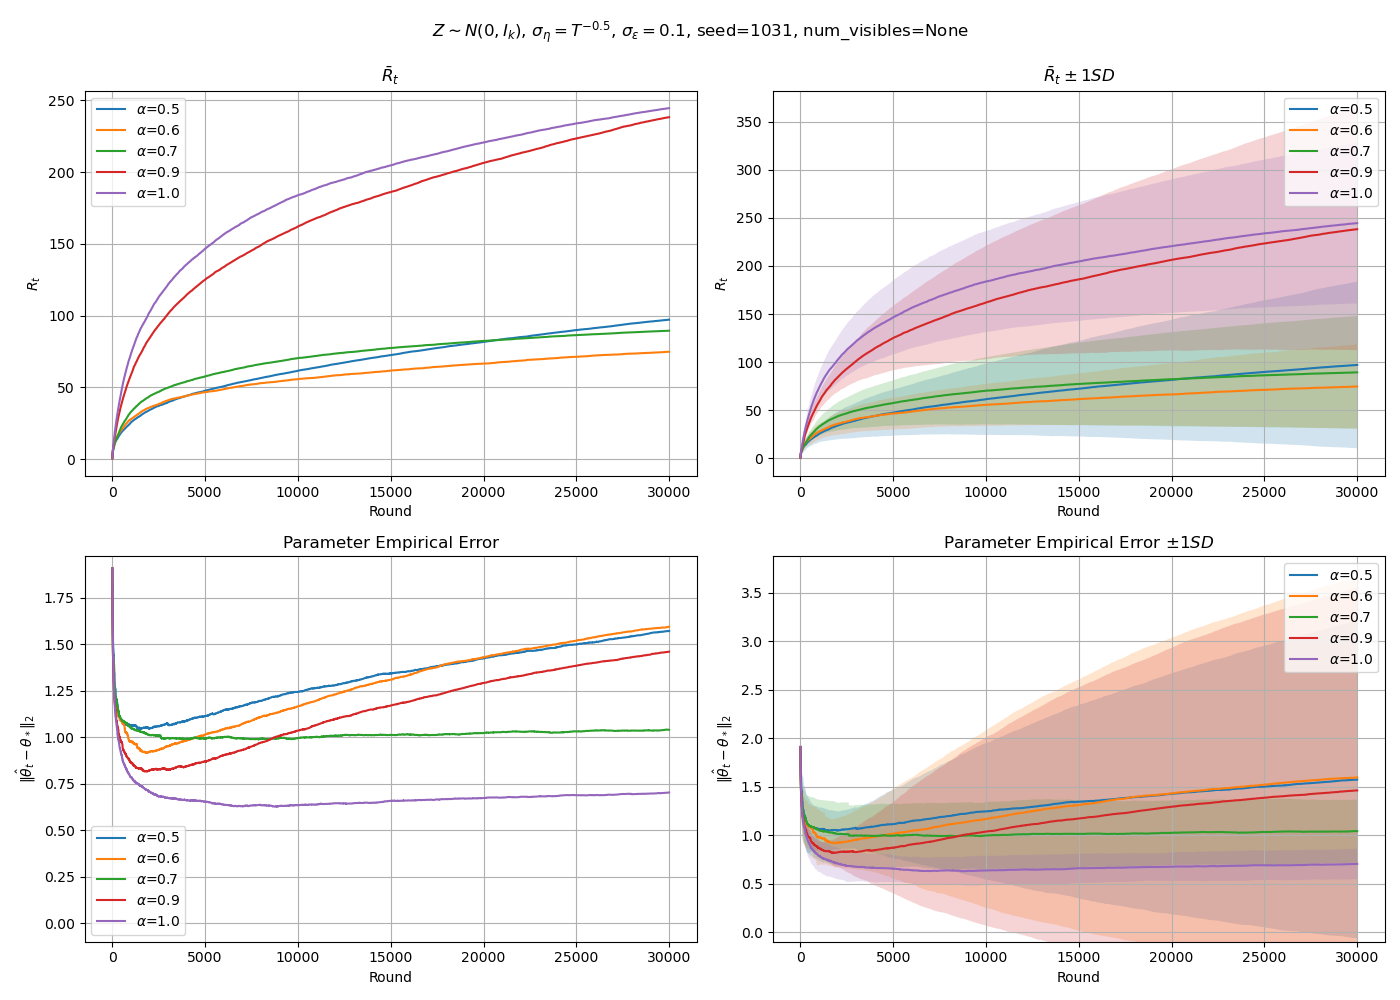 Z ∼ N(0, I_k), σ_η = T^{−0.5}, σ_ε = 0.1, seed=1031, num_visibles=None
R̄_t
250
200
150
100
50
0
R_t
0 5000 10000 15000 20000 25000 30000
Round
α=0.5
α=0.6
α=0.7
α=0.9
α=1.0
R̄_t ± 1SD
350
300
250
200
150
100
50
0
R_t
0 5000 10000 15000 20000 25000 30000
Round
α=0.5
α=0.6
α=0.7
α=0.9
α=1.0
Parameter Empirical Error
1.75
1.50
1.25
1.00
0.75
0.50
0.25
0.00
‖θ̂_t − θ_*‖_2
0 5000 10000 15000 20000 25000 30000
Round
α=0.5
α=0.6
α=0.7
α=0.9
α=1.0
Parameter Empirical Error ±1SD
3.5
3.0
2.5
2.0
1.5
1.0
0.5
0.0
‖θ̂_t − θ_*‖_2
0 5000 10000 15000 20000 25000 30000
Round
α=0.5
α=0.6
α=0.7
α=0.9
α=1.0